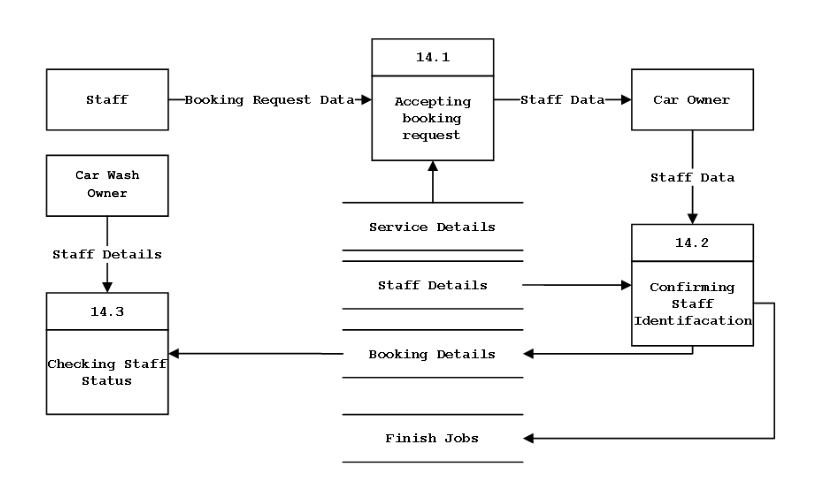 14.1
Staff
Booking Request Data
Accepting
booking
request
Staff Data
Car Owner
Car Wash
Owner
Staff Data
Service Details
14.2
Staff Details
Staff Details
Confirming
Staff
Identifacation
14.3
Booking Details
Checking Staff
Status
Finish Jobs